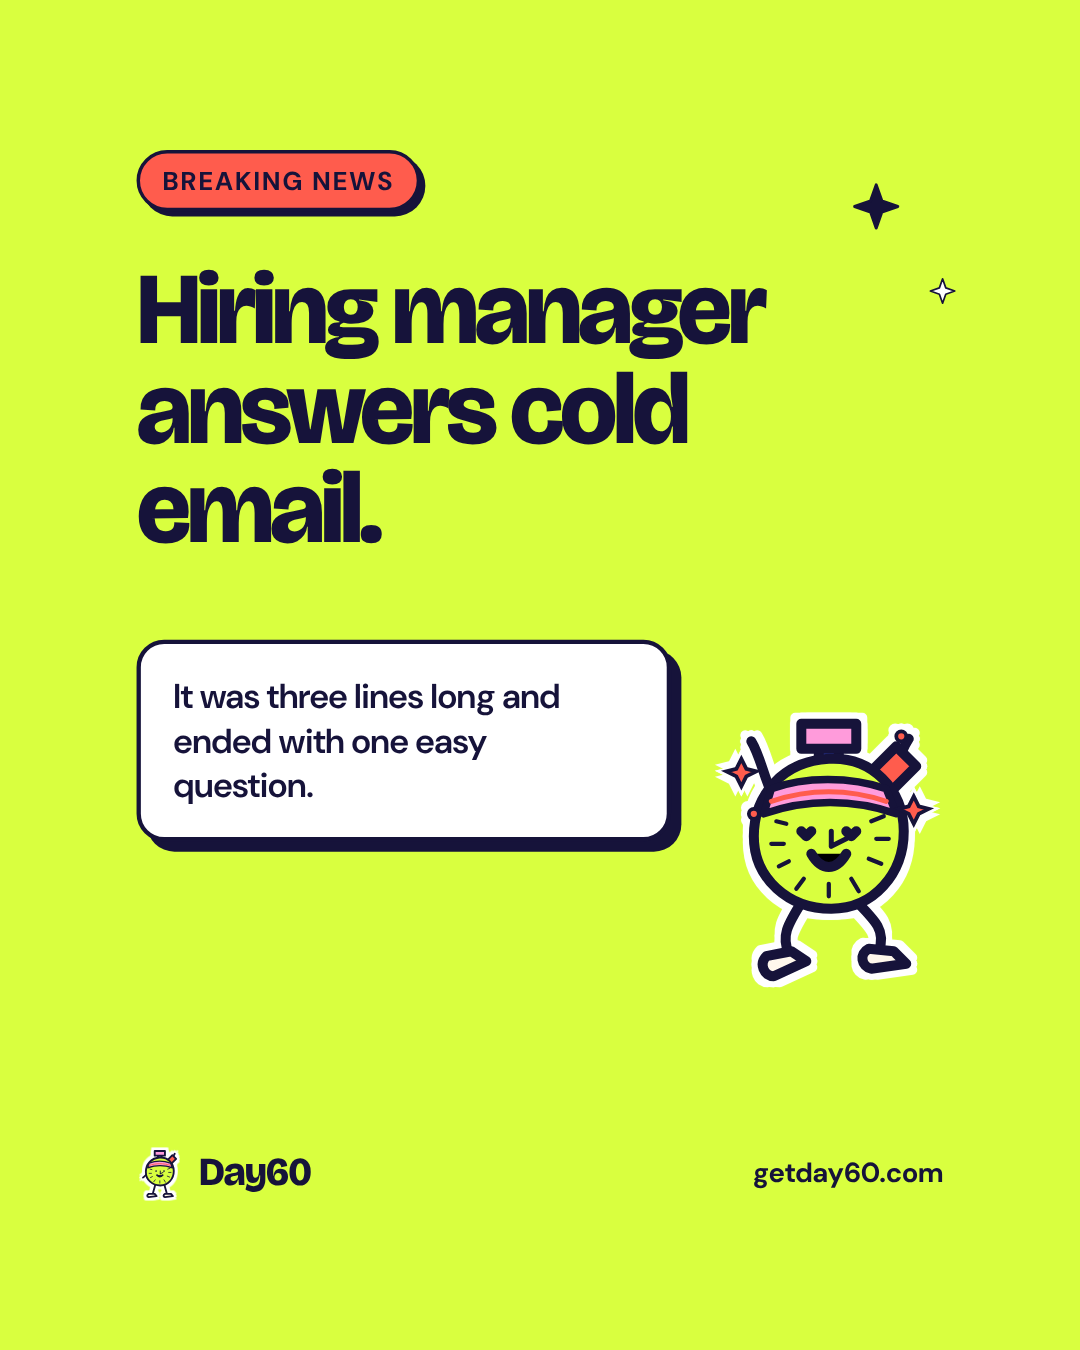 BREAKING NEWS
Hiring manager
answers cold
email.
It was three lines long and
ended with one easy
question.
Day60
getday60.com